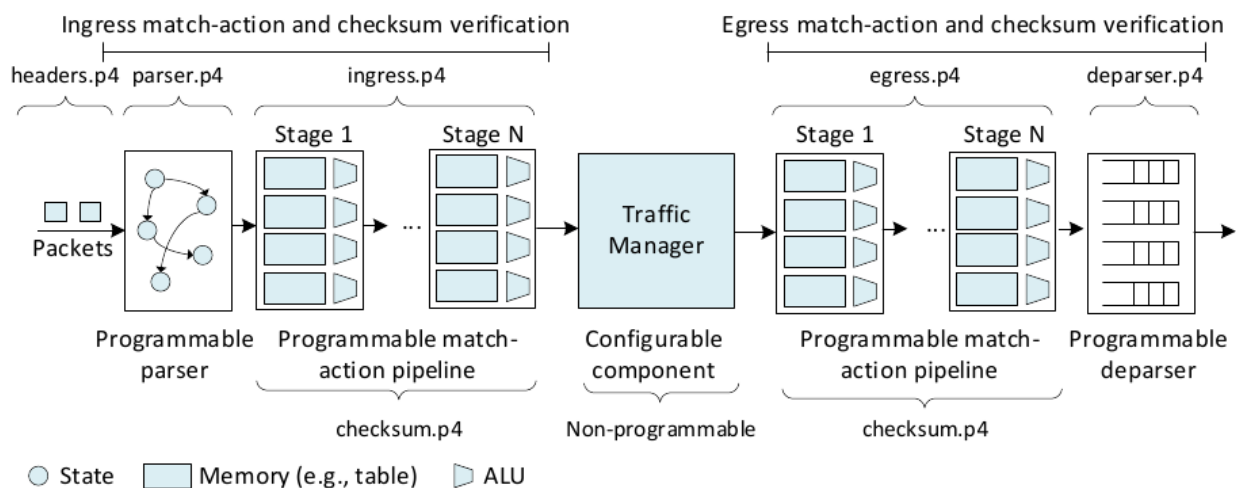 Ingress match-action and checksum verification
Egress match-action and checksum verification
headers.p4
parser.p4
ingress.p4
egress.p4
deparser.p4
Stage 1
Stage N
Stage 1
Stage N
Packets
...
Traffic
Manager
...
Programmable
parser
Programmable match-
action pipeline
Configurable
component
Programmable match-
action pipeline
Programmable
deparser
checksum.p4
Non-programmable
checksum.p4
State
Memory (e.g., table)
ALU